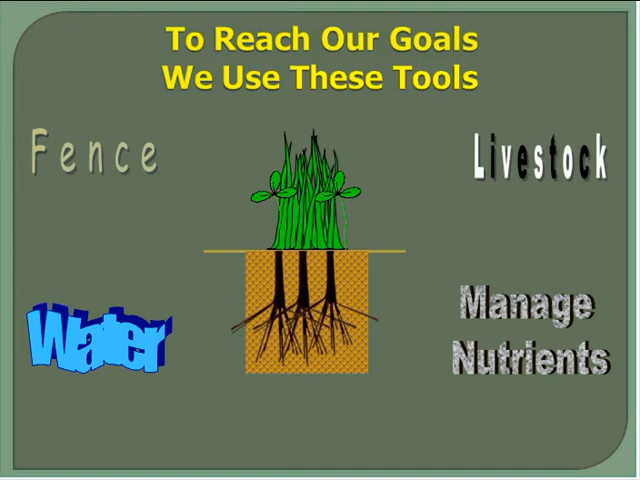 To Reach Our Goals
We Use These Tools
Fence
Livestock
Water
Manage
Nutrients